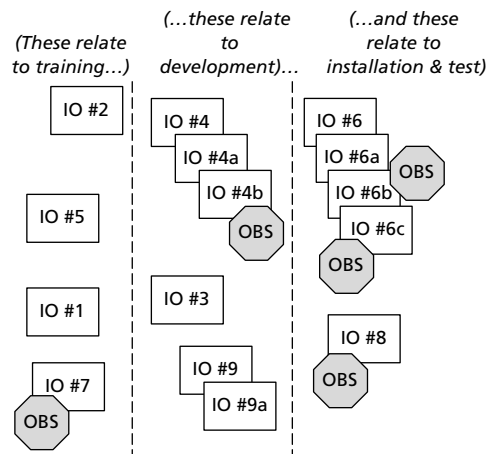 (These relate
to training…)
IO #2
IO #5
IO #1
IO #7
OBS
(…these relate
to
development)…
IO #4
IO #4a
IO #4b
OBS
IO #3
IO #9
IO #9a
(…and these
relate to
installation & test)
IO #6
IO #6a
OBS
IO #6b
IO #6c
OBS
IO #8
OBS